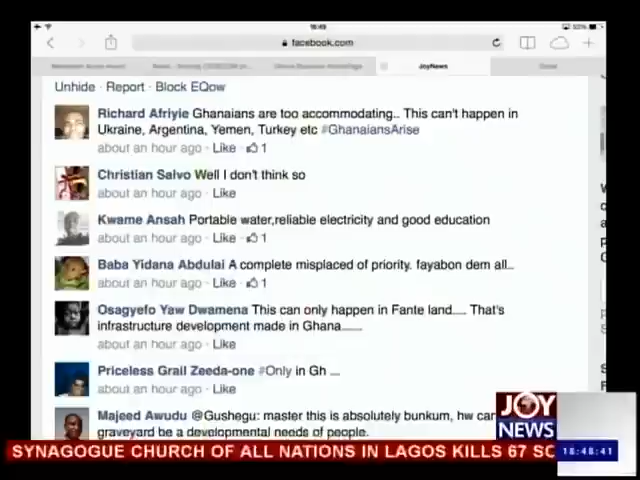 16:49
50%
facebook.com
JoyNews
Unhide · Report · Block EQow
Richard Afriyie Ghanaians are too accommodating.. This can't happen in
Ukraine, Argentina, Yemen, Turkey etc #GhanaiansArise
about an hour ago · Like · 1
Christian Salvo Well I don't think so
about an hour ago · Like
Kwame Ansah Portable water,reliable electricity and good education
about an hour ago · Like · 1
Baba Yidana Abdulai A complete misplaced of priority. fayabon dem all..
about an hour ago · Like · 1
Osagyefo Yaw Dwamena This can only happen in Fante land.... That's
infrastructure development made in Ghana......
about an hour ago · Like
Priceless Grail Zeeda-one #Only in Gh ...
about an hour ago · Like
Majeed Awudu @Gushegu: master this is absolutely bunkum, hw can
graveyard be a developmental needs of people.
JOY
NEWS
SYNAGOGUE CHURCH OF ALL NATIONS IN LAGOS KILLS 67 SO
18:48:41